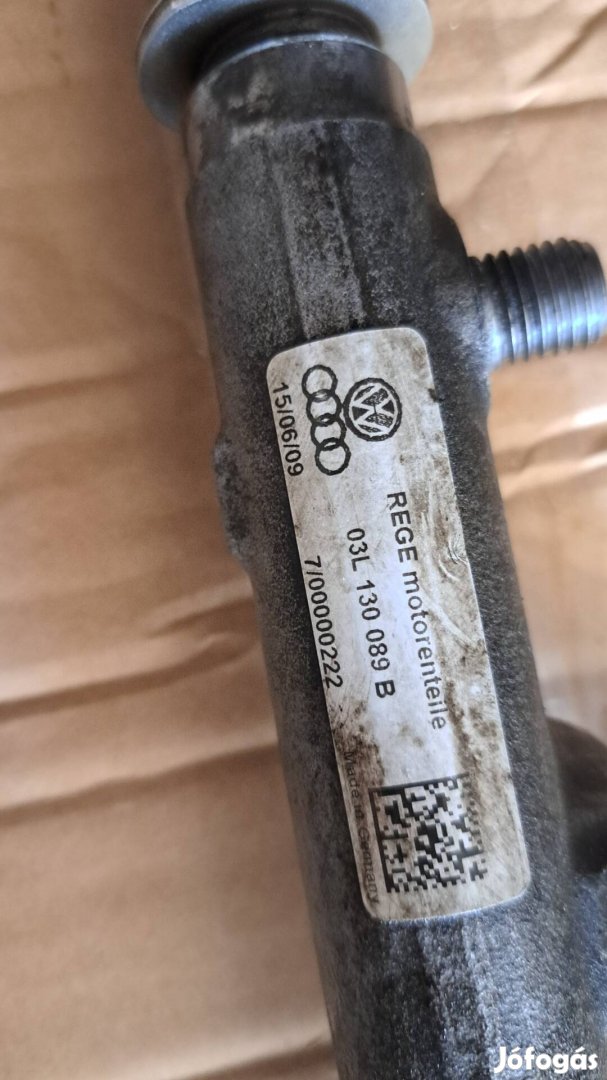 REGE motorenteile
03L 130 089 B
15/06/09
7/00000222
Made in Germany
Jófogás